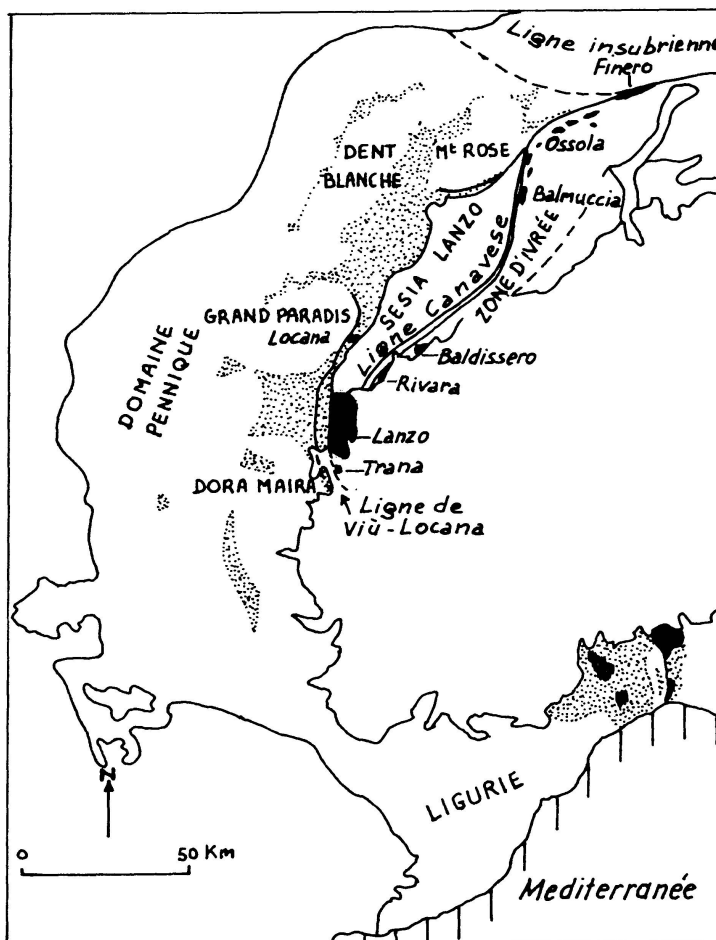 Ligne insubrienne
Finero
Mt ROSE
DENT
BLANCHE
Ossola
Balmuccia
SESIA LANZO
Ligne Canavese
ZONE D'IVRÉE
GRAND PARADIS
Locana
DOMAINE
PENNIQUE
Baldissero
Rivara
Lanzo
Trana
DORA MAIRA
Ligne de
Viù-Locana
N
LIGURIE
0 50 Km
Mediterranée